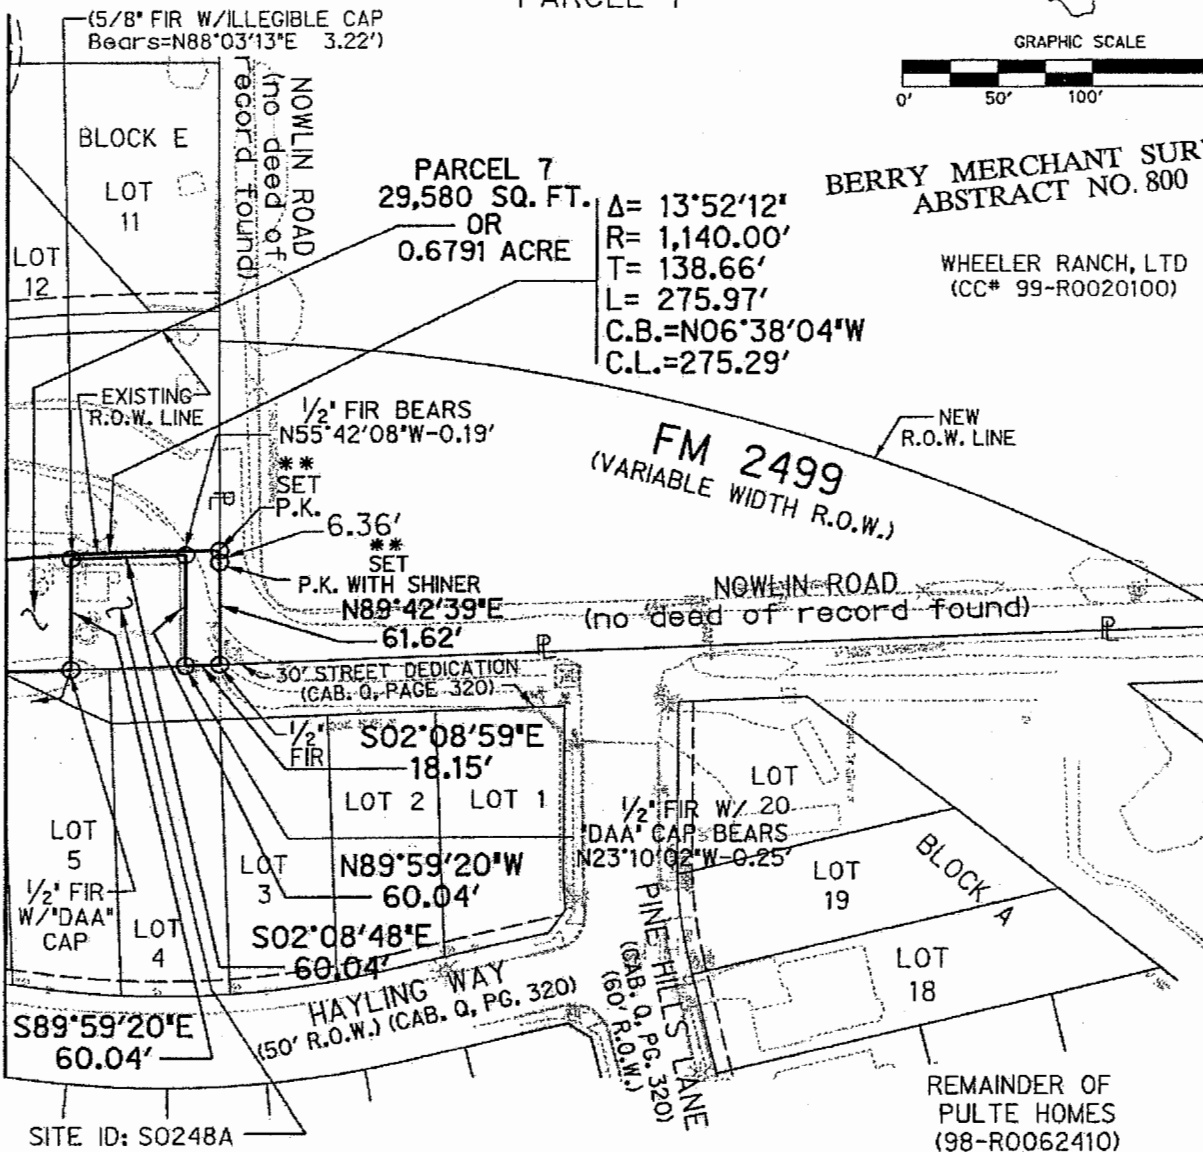 PARCEL 7
(5/8" FIR W/ILLEGIBLE CAP
Bears=N88°03'13"E 3.22')
GRAPHIC SCALE
0' 50' 100'
NOWLIN ROAD
(no deed of
record found)
BLOCK E
LOT
11
LOT
12
PARCEL 7
29,580 SQ. FT.
OR
0.6791 ACRE
Δ= 13°52'12"
R= 1,140.00'
T= 138.66'
L= 275.97'
C.B.=N06°38'04"W
C.L.=275.29'
BERRY MERCHANT SUR
ABSTRACT NO. 800
WHEELER RANCH, LTD
(CC# 99-R0020100)
EXISTING
R.O.W. LINE
1/2" FIR BEARS
N55°42'08"W-0.19'
**
SET
P.K.
6.36'
**
SET
P.K. WITH SHINER
N89°42'39"E
61.62'
NEW
R.O.W. LINE
FM 2499
(VARIABLE WIDTH R.O.W.)
NOWLIN ROAD
(no deed of record found)
30' STREET DEDICATION
(CAB. Q, PAGE 320)
1/2"
FIR
S02°08'59"E
18.15'
LOT 2
LOT 1
1/2" FIR W/ 20
"DAA" CAP BEARS
N23°10'02"W-0.25'
LOT
LOT
19
BLOCK A
LOT
18
LOT
5
1/2" FIR
W/"DAA"
CAP
LOT
4
LOT
3
N89°59'20"W
60.04'
S02°08'48"E
60.04'
S89°59'20"E
60.04'
HAYLING WAY
(50' R.O.W.) (CAB. Q, PG. 320)
PINE HILLS LANE
(CAB. Q, PG. 320)
(60' R.O.W.)
SITE ID: S0248A
REMAINDER OF
PULTE HOMES
(98-R0062410)